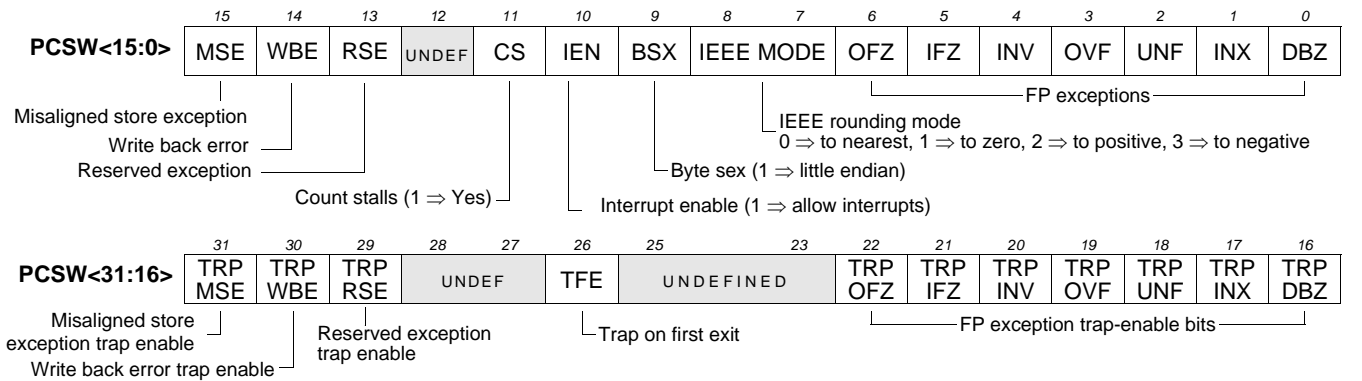 15 14 13 12 11 10 9 8 7 6 5 4 3 2 1 0
PCSW<15:0> MSE WBE RSE UNDEF CS IEN BSX IEEE MODE OFZ IFZ INV OVF UNF INX DBZ
FP exceptions
Misaligned store exception
IEEE rounding mode
Write back error
0 ⇒ to nearest, 1 ⇒ to zero, 2 ⇒ to positive, 3 ⇒ to negative
Reserved exception
Byte sex (1 ⇒ little endian)
Count stalls (1 ⇒ Yes)
Interrupt enable (1 ⇒ allow interrupts)
31 30 29 28 27 26 25 23 22 21 20 19 18 17 16
PCSW<31:16> TRP MSE TRP WBE TRP RSE UNDEF TFE UNDEFINED TRP OFZ TRP IFZ TRP INV TRP OVF TRP UNF TRP INX TRP DBZ
Misaligned store
exception trap enable
Reserved exception
trap enable
Trap on first exit
FP exception trap-enable bits
Write back error trap enable